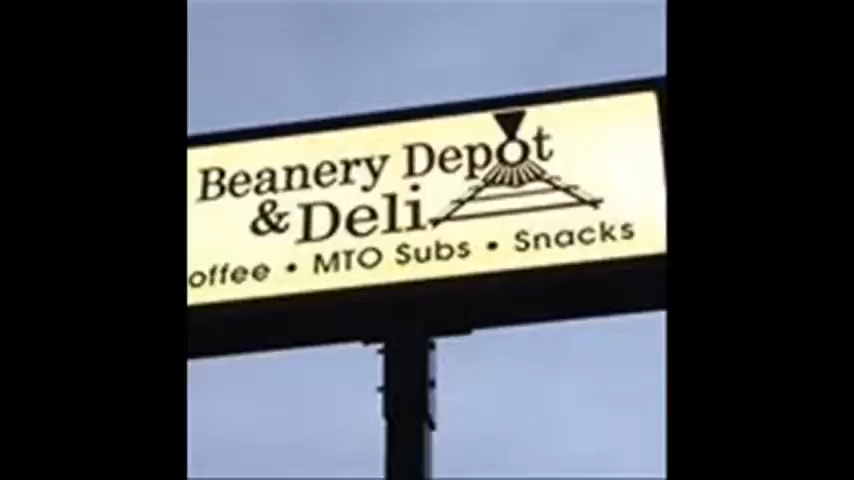 Beanery Depot
& Deli
offee • MTO Subs • Snacks